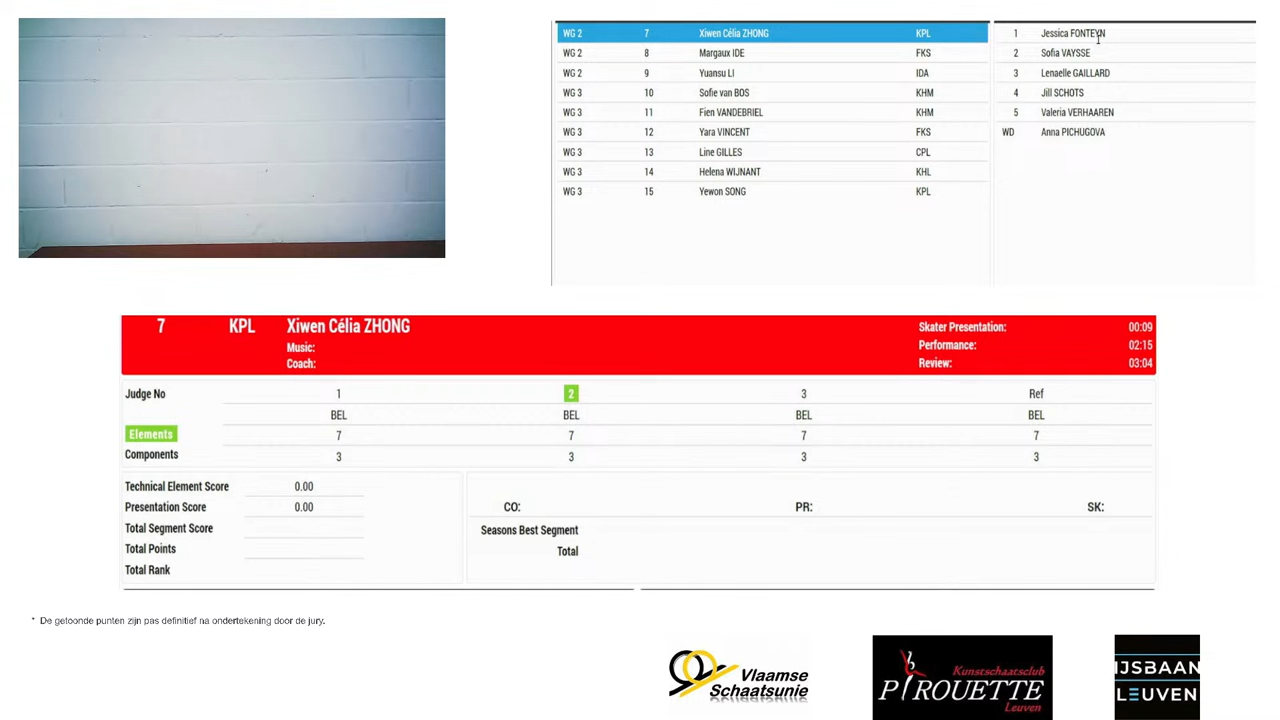 WG 2 7 Xiwen Célia ZHONG KPL
WG 2 8 Margaux IDE FKS
WG 2 9 Yuansu LI IDA
WG 3 10 Sofie van BOS KHM
WG 3 11 Fien VANDEBRIEL KHM
WG 3 12 Yara VINCENT FKS
WG 3 13 Line GILLES CPL
WG 3 14 Helena WIJNANT KHL
WG 3 15 Yewon SONG KPL
1 Jessica FONTEYN
2 Sofia VAYSSE
3 Lenaelle GAILLARD
4 Jill SCHOTS
5 Valeria VERHAAREN
WD Anna PICHUGOVA
7 KPL Xiwen Célia ZHONG
Music:
Coach:
Skater Presentation: 00:09
Performance: 02:15
Review: 03:04
Judge No 1 2 3 Ref
BEL BEL BEL BEL
Elements 7 7 7 7
Components 3 3 3 3
Technical Element Score 0.00
Presentation Score 0.00
Total Segment Score
Total Points
Total Rank
CO: PR: SK:
Seasons Best Segment
Total
* De getoonde punten zijn pas definitief na ondertekening door de jury.
Vlaamse
Schaatsunie
Kunstschaatsclub
PIROUETTE
Leuven
IJSBAAN
LEUVEN